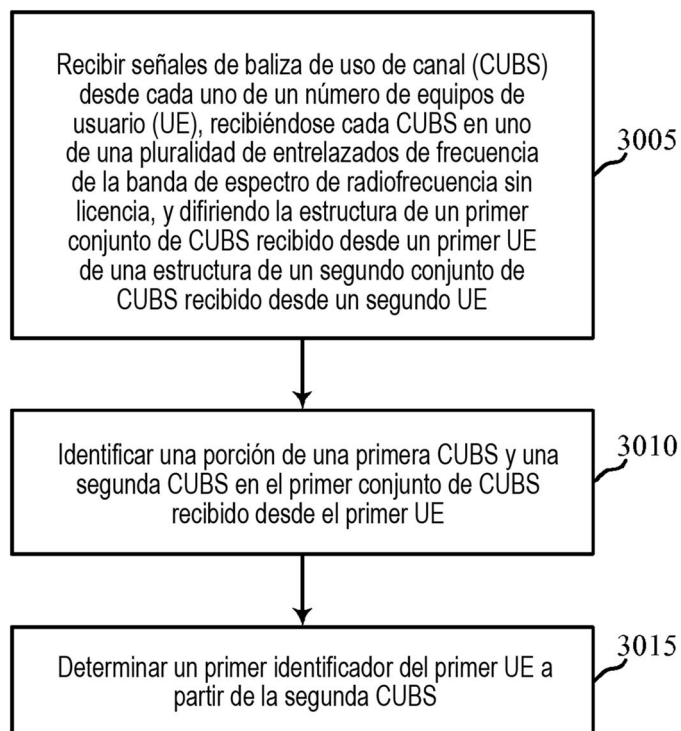 Recibir señales de baliza de uso de canal (CUBS)
desde cada uno de un número de equipos de
usuario (UE), recibiéndose cada CUBS en uno
de una pluralidad de entrelazados de frecuencia
de la banda de espectro de radiofrecuencia sin
licencia, y difiriendo la estructura de un primer
conjunto de CUBS recibido desde un primer UE
de una estructura de un segundo conjunto de
CUBS recibido desde un segundo UE
3005
Identificar una porción de una primera CUBS y una
segunda CUBS en el primer conjunto de CUBS
recibido desde el primer UE
3010
Determinar un primer identificador del primer UE a
partir de la segunda CUBS
3015